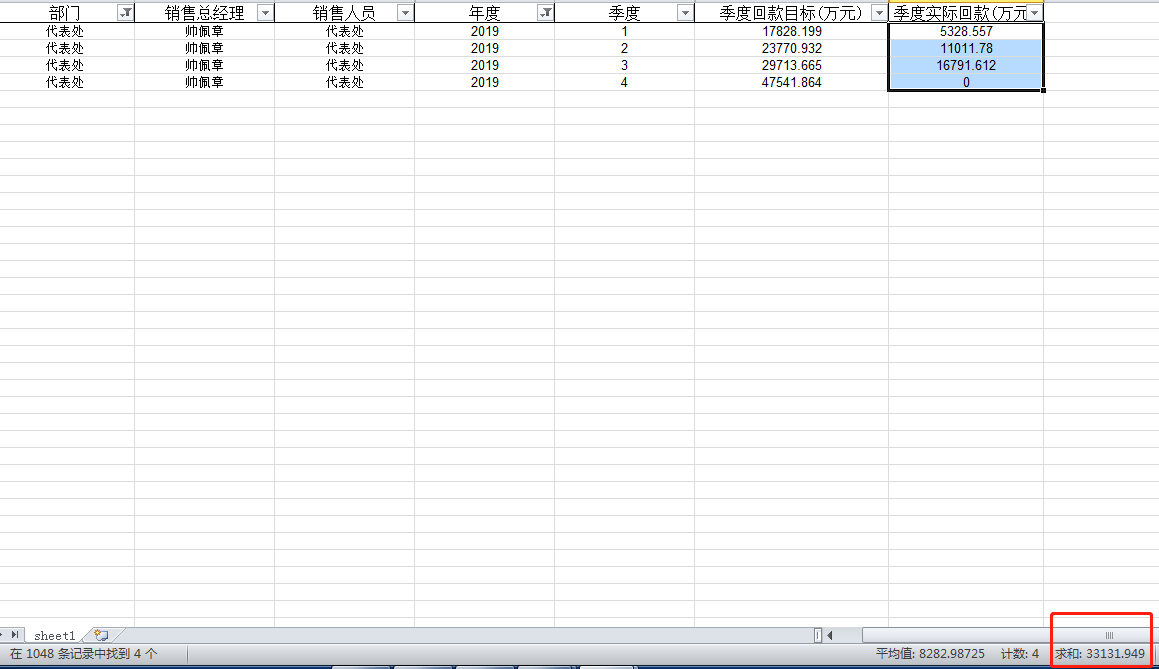 部门 销售总经理 销售人员 年度 季度 季度回款目标(万元) 季度实际回款(万元
代表处 帅佩章 代表处 2019 1 17828.199 5328.557
代表处 帅佩章 代表处 2019 2 23770.932 11011.78
代表处 帅佩章 代表处 2019 3 29713.665 16791.612
代表处 帅佩章 代表处 2019 4 47541.864 0
sheet1
在 1048 条记录中找到 4 个 平均值: 8282.98725 计数: 4 求和: 33131.949